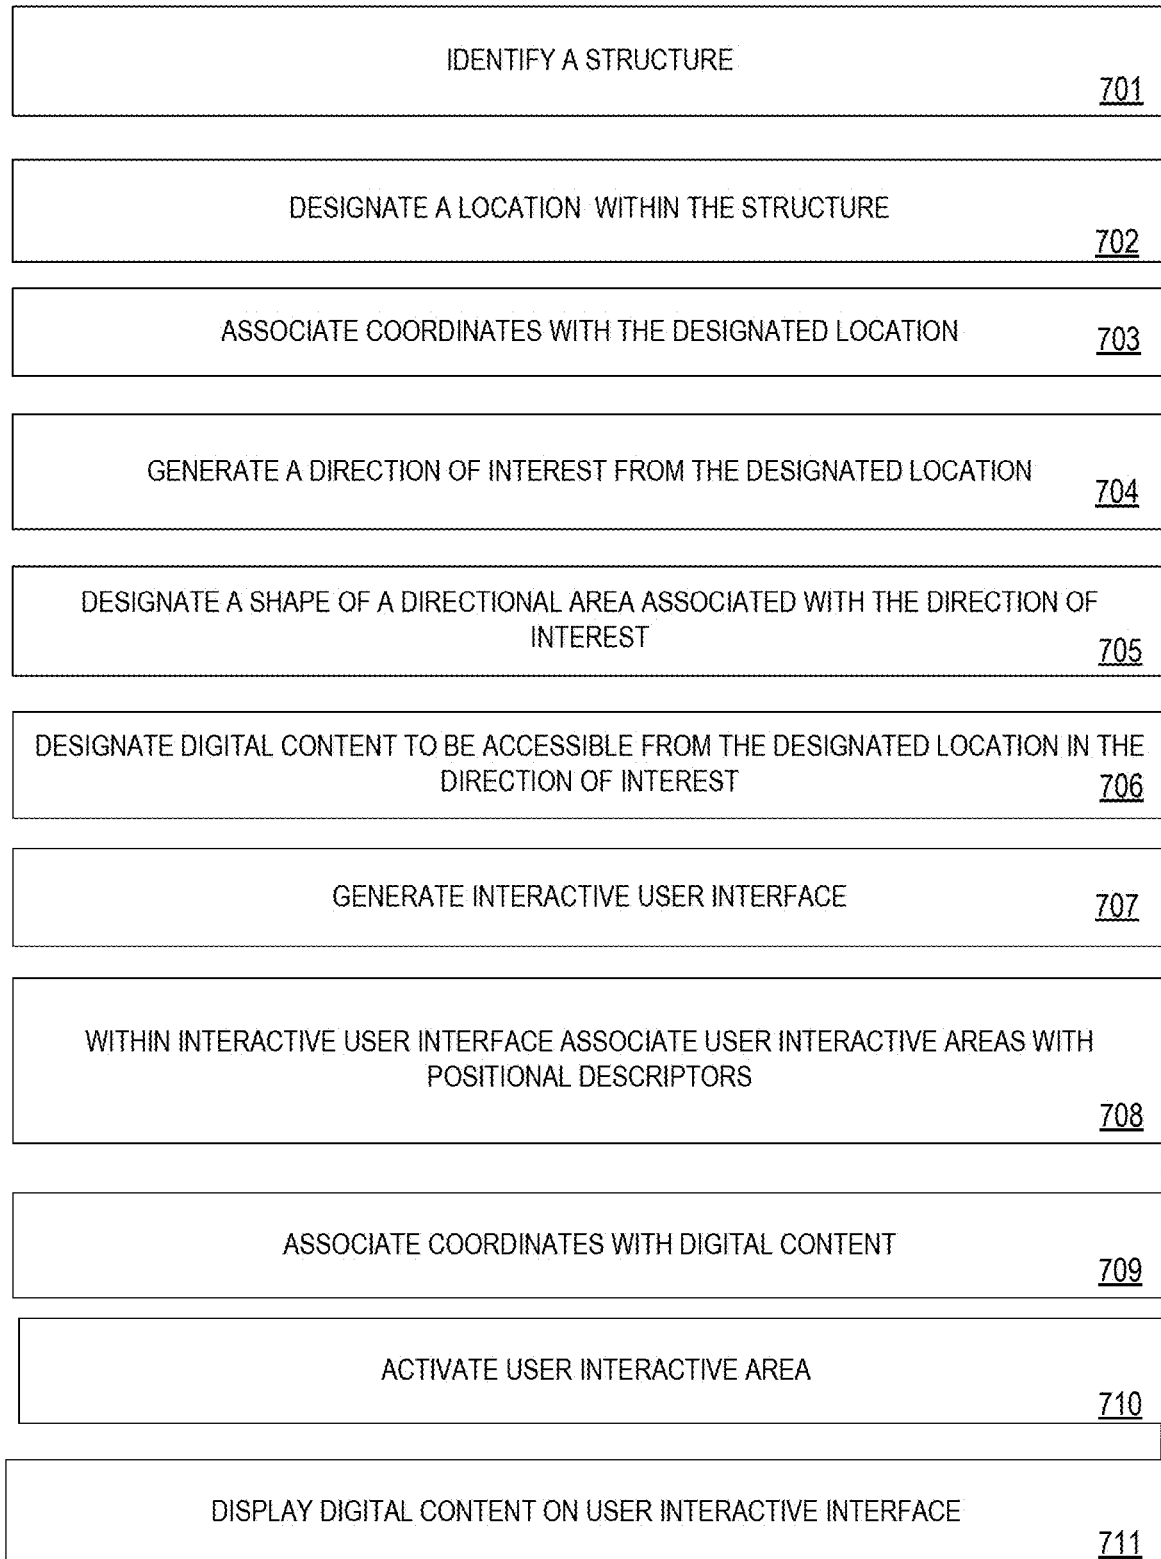 IDENTIFY A STRUCTURE
701
DESIGNATE A LOCATION WITHIN THE STRUCTURE
702
ASSOCIATE COORDINATES WITH THE DESIGNATED LOCATION 703
GENERATE A DIRECTION OF INTEREST FROM THE DESIGNATED LOCATION
704
DESIGNATE A SHAPE OF A DIRECTIONAL AREA ASSOCIATED WITH THE DIRECTION OF
INTEREST
705
DESIGNATE DIGITAL CONTENT TO BE ACCESSIBLE FROM THE DESIGNATED LOCATION IN THE
DIRECTION OF INTEREST 706
GENERATE INTERACTIVE USER INTERFACE 707
WITHIN INTERACTIVE USER INTERFACE ASSOCIATE USER INTERACTIVE AREAS WITH
POSITIONAL DESCRIPTORS
708
ASSOCIATE COORDINATES WITH DIGITAL CONTENT
709
ACTIVATE USER INTERACTIVE AREA
710
DISPLAY DIGITAL CONTENT ON USER INTERACTIVE INTERFACE
711